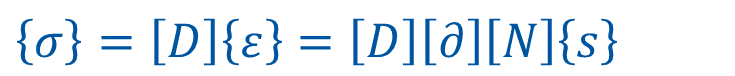 {σ} = [D]{ε} = [D][∂][N]{s}